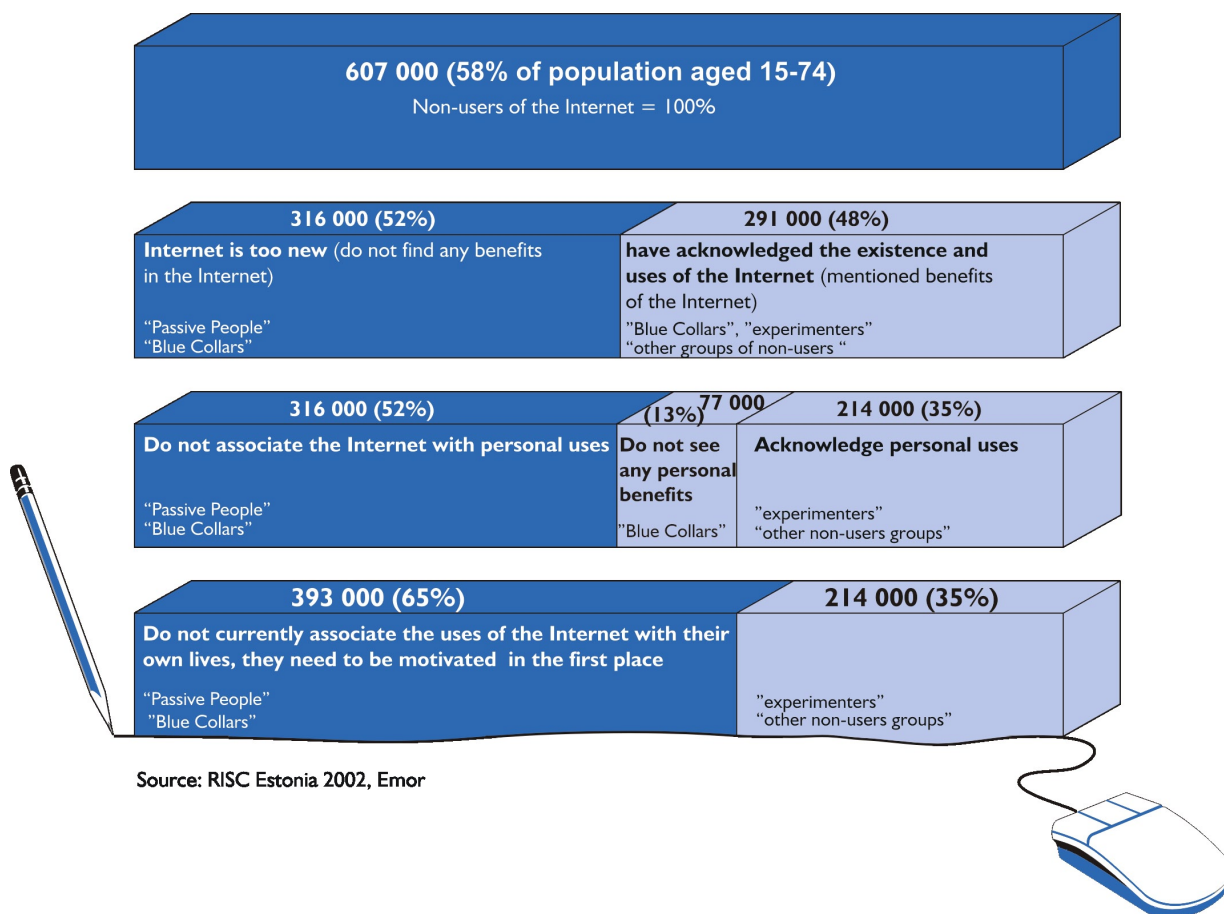 607 000 (58% of population aged 15-74)
Non-users of the Internet = 100%
316 000 (52%)
Internet is too new (do not find any benefits
in the Internet)
“Passive People”
“Blue Collars”
291 000 (48%)
have acknowledged the existence and
uses of the Internet (mentioned benefits
of the Internet)
”Blue Collars”, ”experimenters”
“other groups of non-users “
316 000 (52%)
Do not associate the Internet with personal uses
“Passive People”
“Blue Collars”
77 000
(13%)
Do not see
any personal
benefits
”Blue Collars”
214 000 (35%)
Acknowledge personal uses
”experimenters”
“other non-users groups”
393 000 (65%)
Do not currently associate the uses of the Internet with their
own lives, they need to be motivated in the first place
“Passive People”
”Blue Collars”
214 000 (35%)
”experimenters”
“other non-users groups”
Source: RISC Estonia 2002, Emor